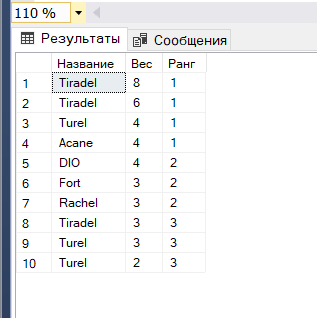 110 %
Результаты Сообщения
Название Вес Ранг
1 Tiradel 8 1
2 Tiradel 6 1
3 Turel 4 1
4 Acane 4 1
5 DIO 4 2
6 Fort 3 2
7 Rachel 3 2
8 Tiradel 3 3
9 Turel 3 3
10 Turel 2 3